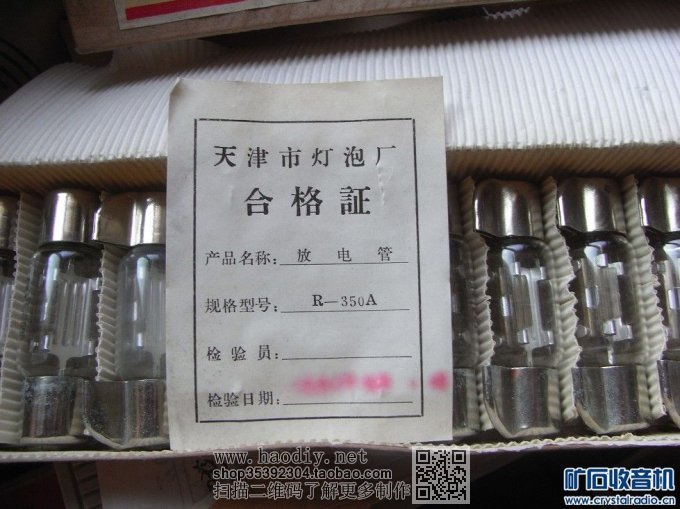 天津市灯泡厂
合格証
产品名称: 放电管
规格型号: R—350A
检验员:
检验日期:
www.haodiy.net
shop35392304.taobao.com
扫描二维码了解更多制作
矿石收音机
www.crystalradio.cn